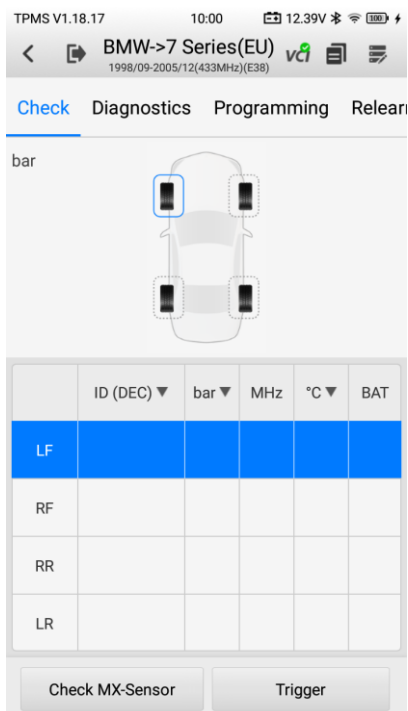 TPMS V1.18.17 10:00 12.39V 100
BMW->7 Series(EU) VCI
1998/09-2005/12(433MHz)(E38)
Check Diagnostics Programming Relear
bar
ID (DEC) ▼ bar ▼ MHz °C ▼ BAT
LF
RF
RR
LR
Check MX-Sensor Trigger